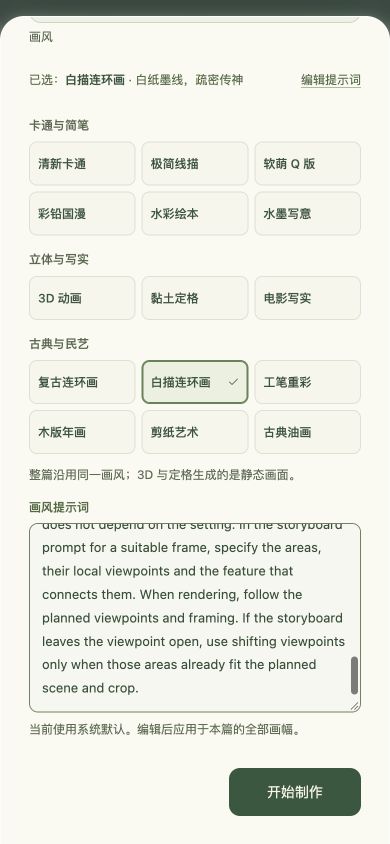 画风
已选：白描连环画 · 白纸墨线，疏密传神
编辑提示词
卡通与简笔
清新卡通
极简线描
软萌 Q 版
彩铅国漫
水彩绘本
水墨写意
立体与写实
3D 动画
黏土定格
电影写实
古典与民艺
复古连环画
白描连环画
工笔重彩
木版年画
剪纸艺术
古典油画
整篇沿用同一画风；3D 与定格生成的是静态画面。
画风提示词
does not depend on the setting. In the storyboard
prompt for a suitable frame, specify the areas,
their local viewpoints and the feature that
connects them. When rendering, follow the
planned viewpoints and framing. If the storyboard
leaves the viewpoint open, use shifting viewpoints
only when those areas already fit the planned
scene and crop.
当前使用系统默认。编辑后应用于本篇的全部画幅。
开始制作